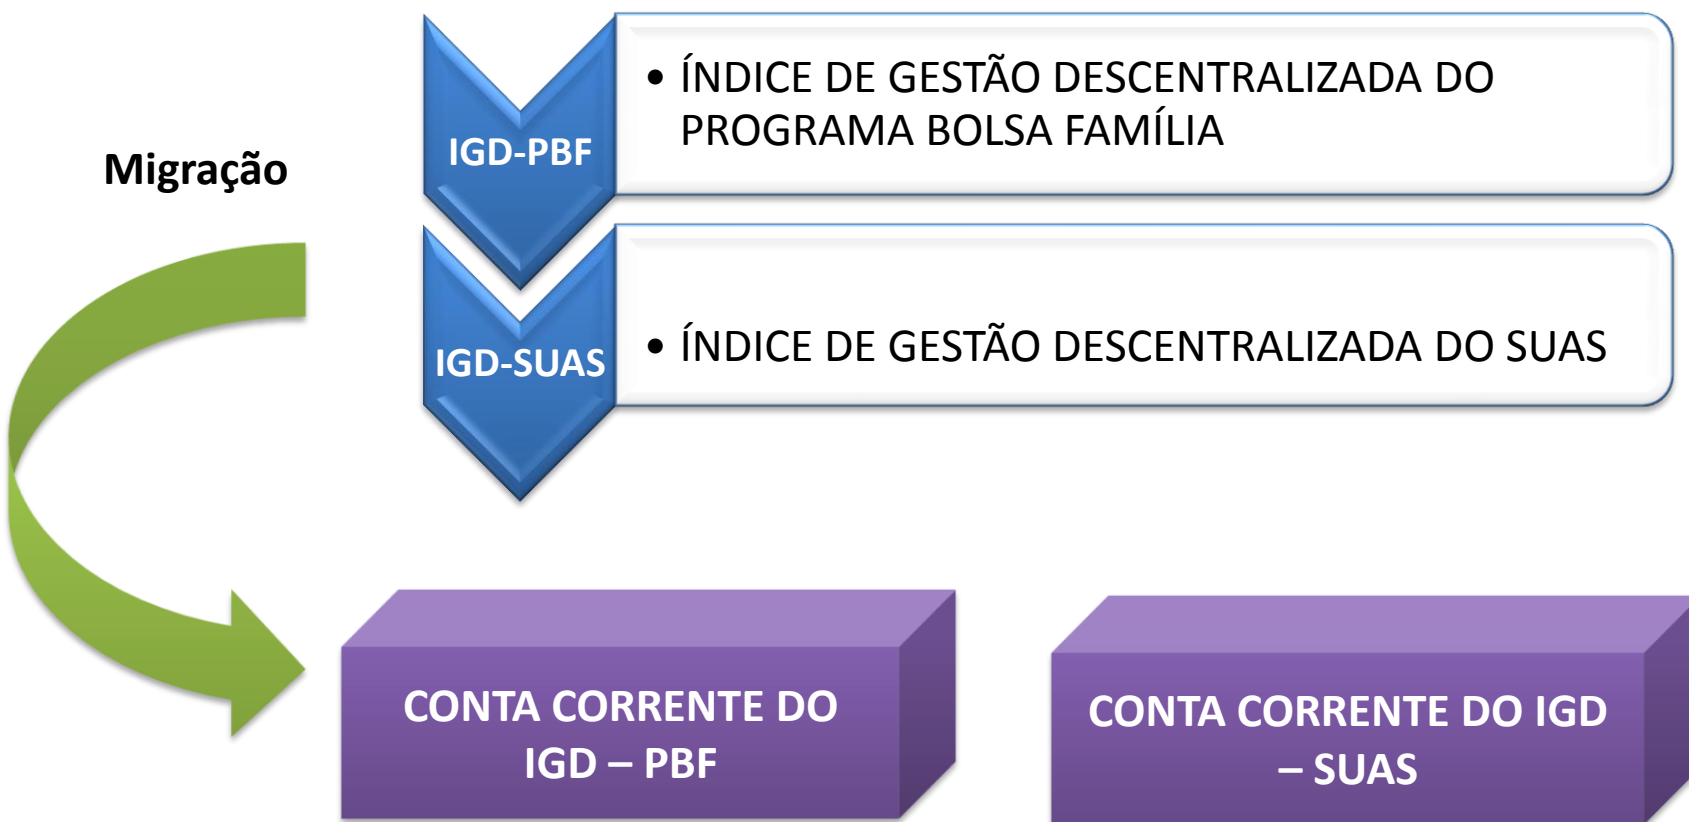 Migração
IGD-PBF
• ÍNDICE DE GESTÃO DESCENTRALIZADA DO
PROGRAMA BOLSA FAMÍLIA
IGD-SUAS
• ÍNDICE DE GESTÃO DESCENTRALIZADA DO SUAS
CONTA CORRENTE DO
IGD – PBF
CONTA CORRENTE DO IGD
– SUAS